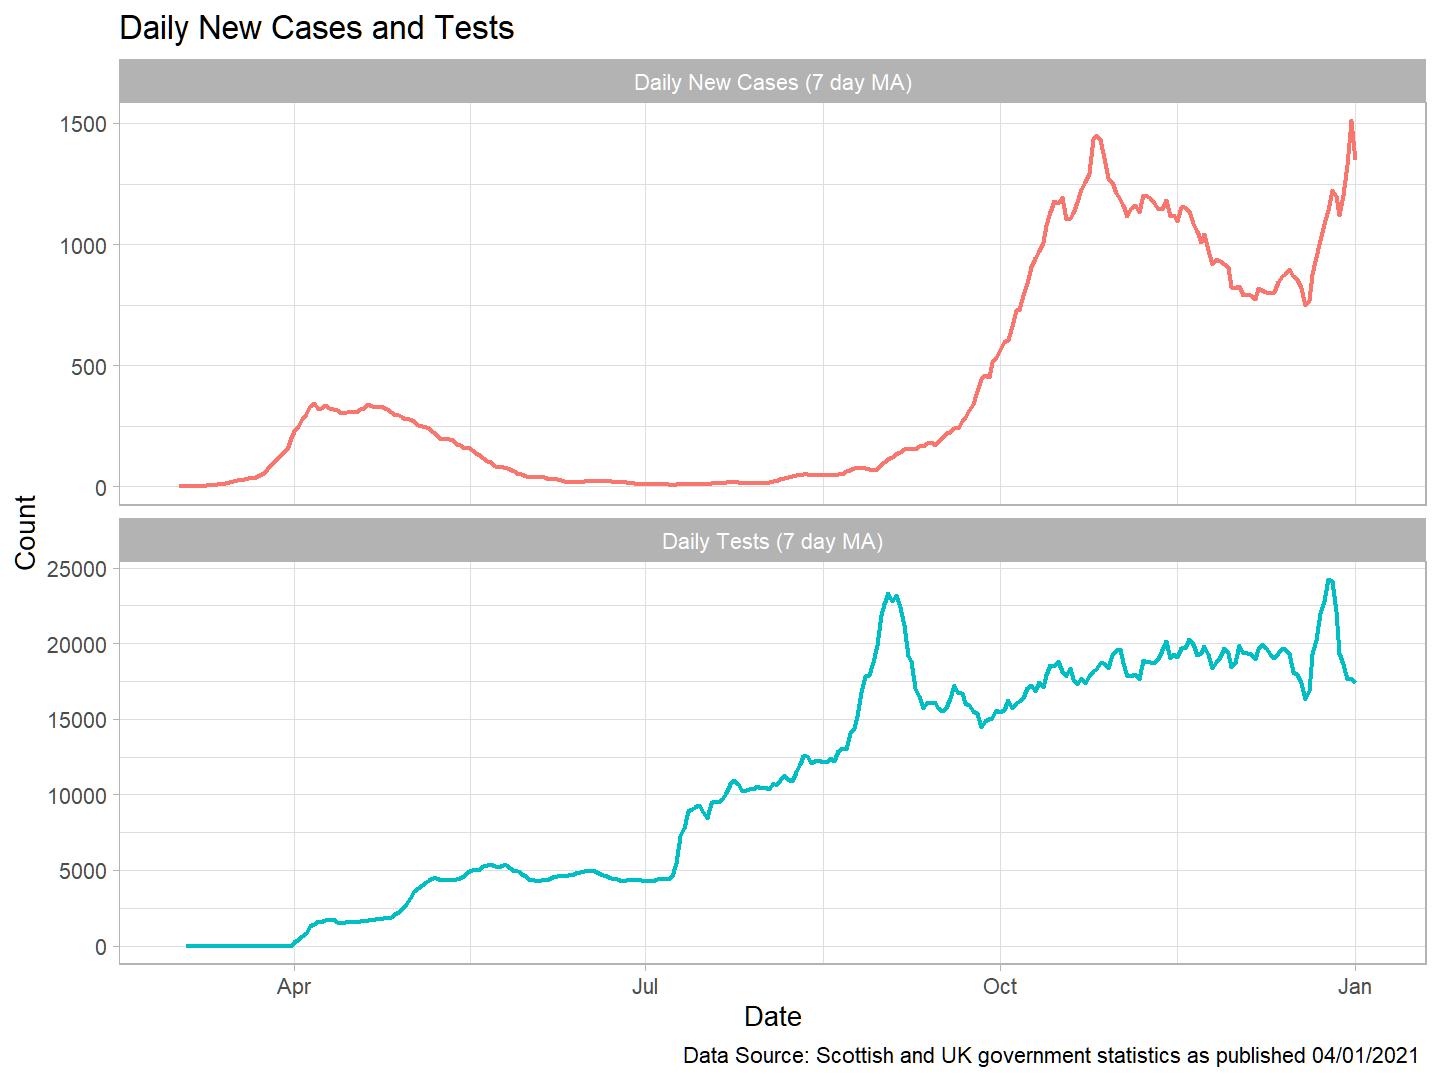 Daily New Cases and Tests
Daily New Cases (7 day MA)
1500
1000
500
0
Count
Daily Tests (7 day MA)
25000
20000
15000
10000
5000
0
Apr Jul Oct Jan
Date
Data Source: Scottish and UK government statistics as published 04/01/2021